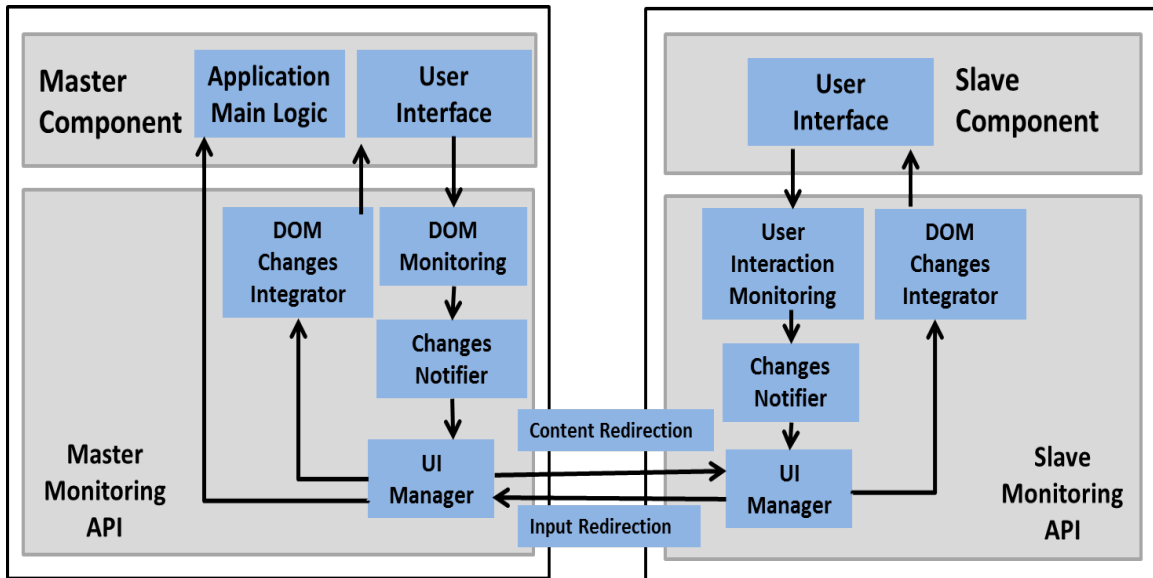 Master
Component
Application
Main Logic
User
Interface
DOM
Changes
Integrator
DOM
Monitoring
Changes
Notifier
Master
Monitoring
API
UI
Manager
Content Redirection
Input Redirection
User
Interface
Slave
Component
User
Interaction
Monitoring
DOM
Changes
Integrator
Changes
Notifier
UI
Manager
Slave
Monitoring
API